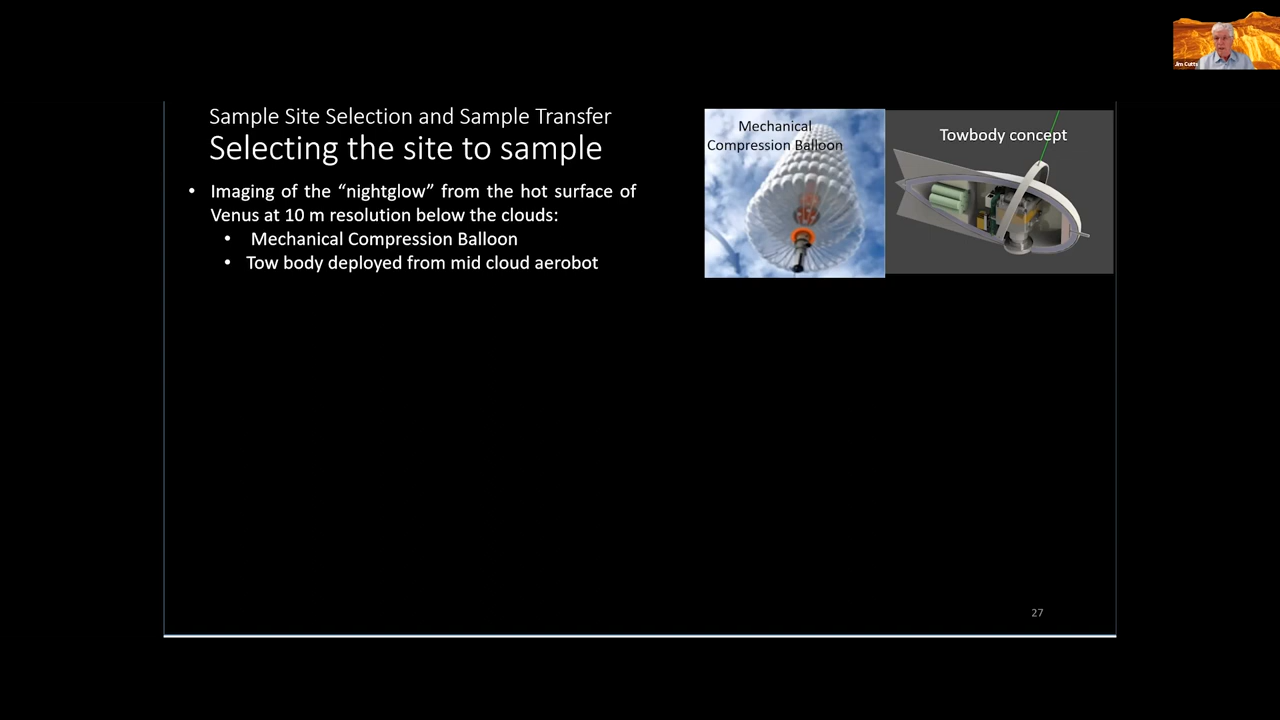 Jim Cutts
Sample Site Selection and Sample Transfer
Selecting the site to sample
• Imaging of the “nightglow” from the hot surface of
Venus at 10 m resolution below the clouds:
• Mechanical Compression Balloon
• Tow body deployed from mid cloud aerobot
Mechanical
Compression Balloon
Towbody concept
27